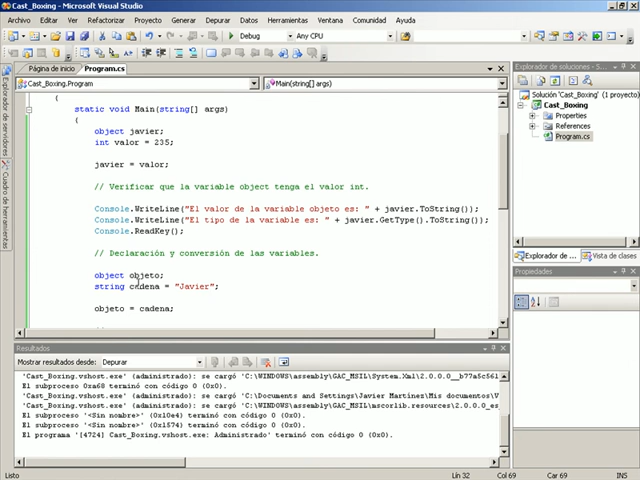 Cast_Boxing - Microsoft Visual Studio
Archivo Editar Ver Refactorizar Proyecto Generar Depurar Datos Herramientas Ventana Comunidad Ayuda
Debug Any CPU
Página de inicio Program.cs
Cast_Boxing.Program Main(string[] args)
{
static void Main(string[] args)
{
object javier;
int valor = 235;
javier = valor;
// Verificar que la variable object tenga el valor int.
Console.WriteLine("El valor de la variable objeto es: " + javier.ToString());
Console.WriteLine("El tipo de la variable es: " + javier.GetType().ToString());
Console.ReadKey();
// Declaración y conversión de las variables.
object objeto;
string cadena = "Javier";
objeto = cadena;
Explorador de servidores
Cuadro de herramientas
Explorador de soluciones - Cast_Boxing
Solución 'Cast_Boxing' (1 proyecto)
Cast_Boxing
Properties
References
Program.cs
Explorador de... Vista de clases
Propiedades
Resultados
Mostrar resultados desde: Depurar
'Cast_Boxing.vshost.exe' (administrado): se cargó 'C:\WINDOWS\assembly\GAC_MSIL\System.Xml\2.0.0.0__b77a5c561
El subproceso 0xa68 terminó con código 0 (0x0).
'Cast_Boxing.vshost.exe' (administrado): se cargó 'C:\Documents and Settings\Javier Martínez\Mis documentos\V
'Cast_Boxing.vshost.exe' (administrado): se cargó 'C:\WINDOWS\assembly\GAC_MSIL\mscorlib.resources\2.0.0.0_es
El subproceso '<Sin nombre>' (0x10e4) terminó con código 0 (0x0).
El subproceso '<Sin nombre>' (0x1574) terminó con código 0 (0x0).
El programa '[4724] Cast_Boxing.vshost.exe: Administrado' terminó con código 0 (0x0).
Listo Lín 32 Col 69 Car 69 INS